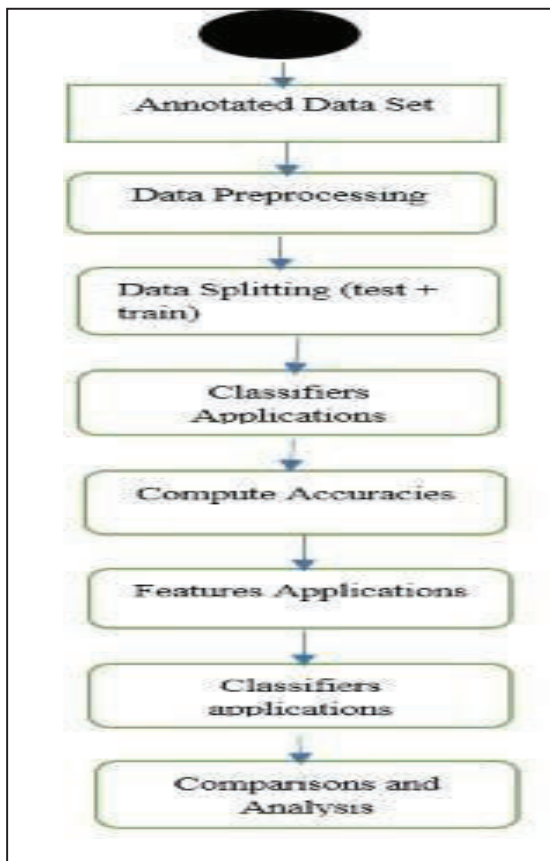 Annotated Data Set
Data Preprocessing
Data Splitting (test +
train)
Classifiers
Applications
Compute Accuracies
Features Applications
Classifiers
applications
Comparisons and
Analysis